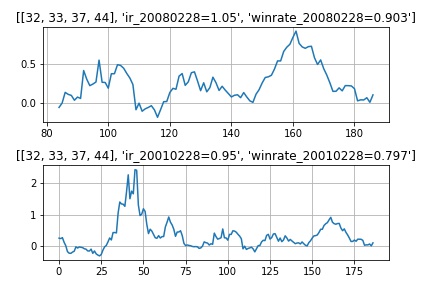 [[32, 33, 37, 44], 'ir_20080228=1.05', 'winrate_20080228=0.903']
0.5
0.0
80 100 120 140 160 180
[[32, 33, 37, 44], 'ir_20010228=0.95', 'winrate_20010228=0.797']
2
1
0
0 25 50 75 100 125 150 175